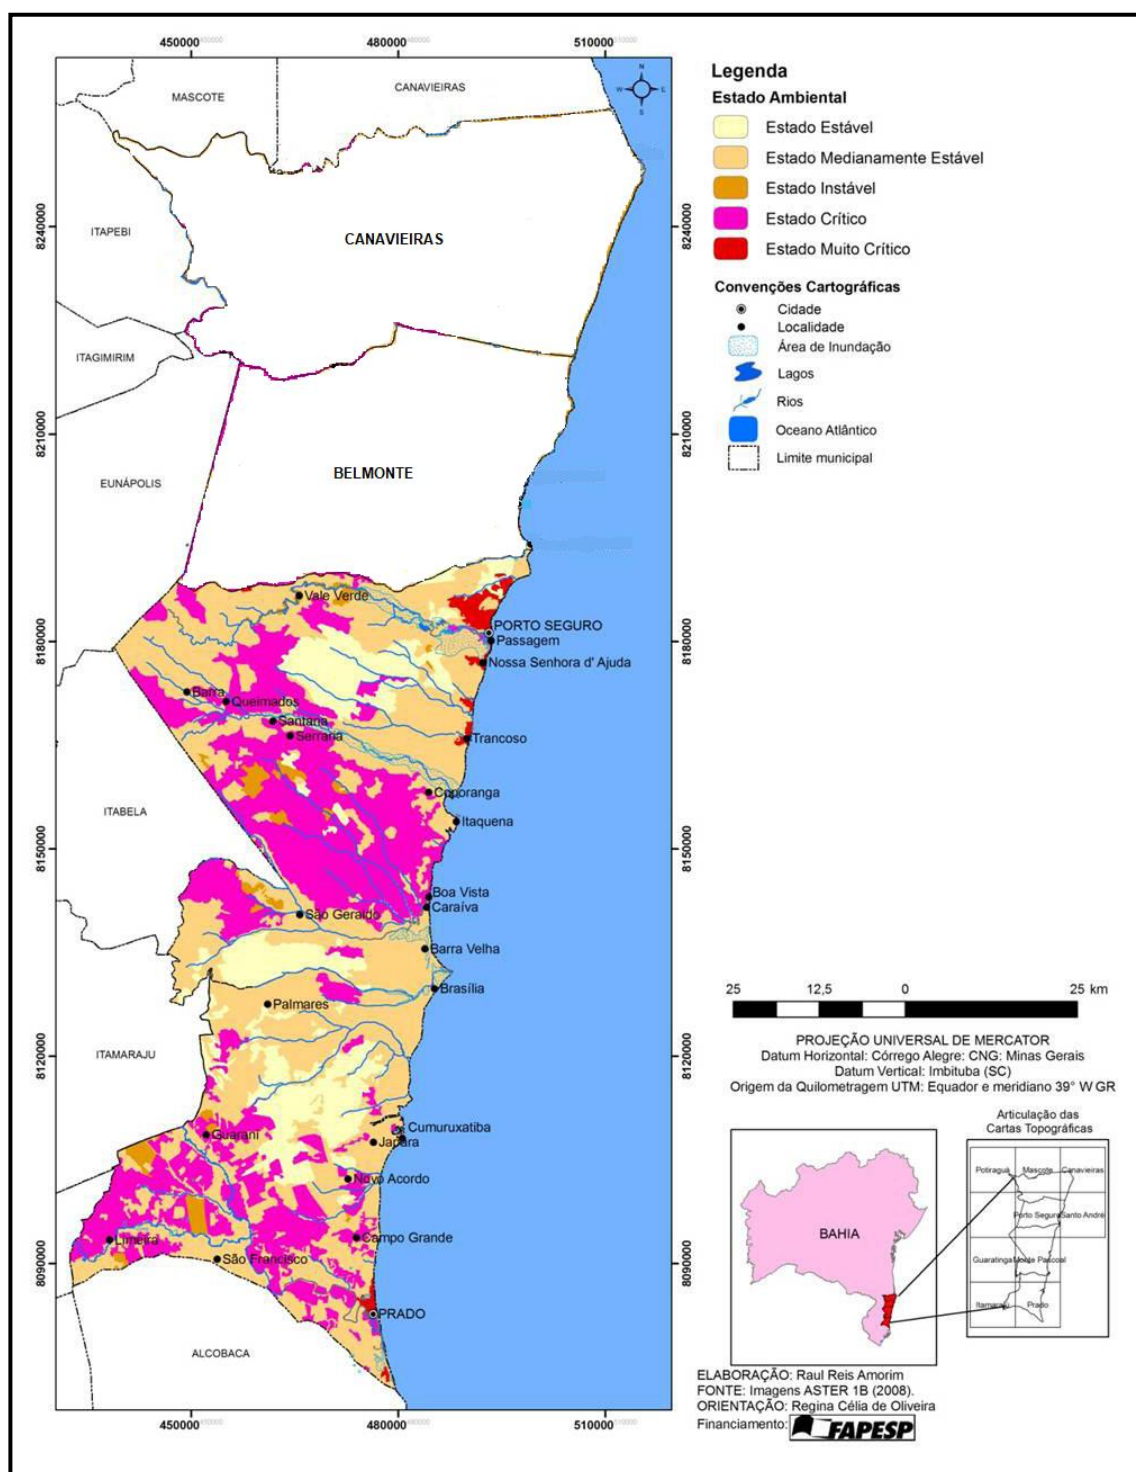 450000 480000 510000
MASCOTE
CANAVIEIRAS
N
W E
S
8240000 8240000
ITAPEBI
CANAVIEIRAS
ITAGIMIRIM
8210000 8210000
EUNÁPOLIS
BELMONTE
Vale Verde
PORTO SEGURO
Passagem
8180000 8180000
Nossa Senhora d' Ajuda
Bafra
Queimados
Santana
Serrana
Trancoso
Coporanga
ITABELA
Itaquena
8150000 8150000
Boa Vista
Caraíva
São Geraldo
Barra Velha
Brasília
Palmares
ITAMARAJU
8120000 8120000
Cumuruxatiba
Guarani
Japara
Novo Acordo
Limeira
Campo Grande
São Francisco
8090000 8090000
PRADO
ALCOBACA
450000 480000 510000
Legenda
Estado Ambiental
Estado Estável
Estado Medianamente Estável
Estado Instável
Estado Crítico
Estado Muito Crítico
Convenções Cartográficas
Cidade
Localidade
Área de Inundação
Lagos
Rios
Oceano Atlântico
Limite municipal
25 12,5 0 25 km
PROJEÇÃO UNIVERSAL DE MERCATOR
Datum Horizontal: Córrego Alegre: CNG: Minas Gerais
Datum Vertical: Imbituba (SC)
Origem da Quilometragem UTM: Equador e meridiano 39° W GR
Articulação das
Cartas Topográficas
Potiraguá Mascote Canavieiras
Porto Seguro Santo André
Guaratinga Monte Pascoal
Itamaraju Prado
BAHIA
ELABORAÇÃO: Raul Reis Amorim
FONTE: Imagens ASTER 1B (2008).
ORIENTAÇÃO: Regina Célia de Oliveira
Financiamento: FAPESP